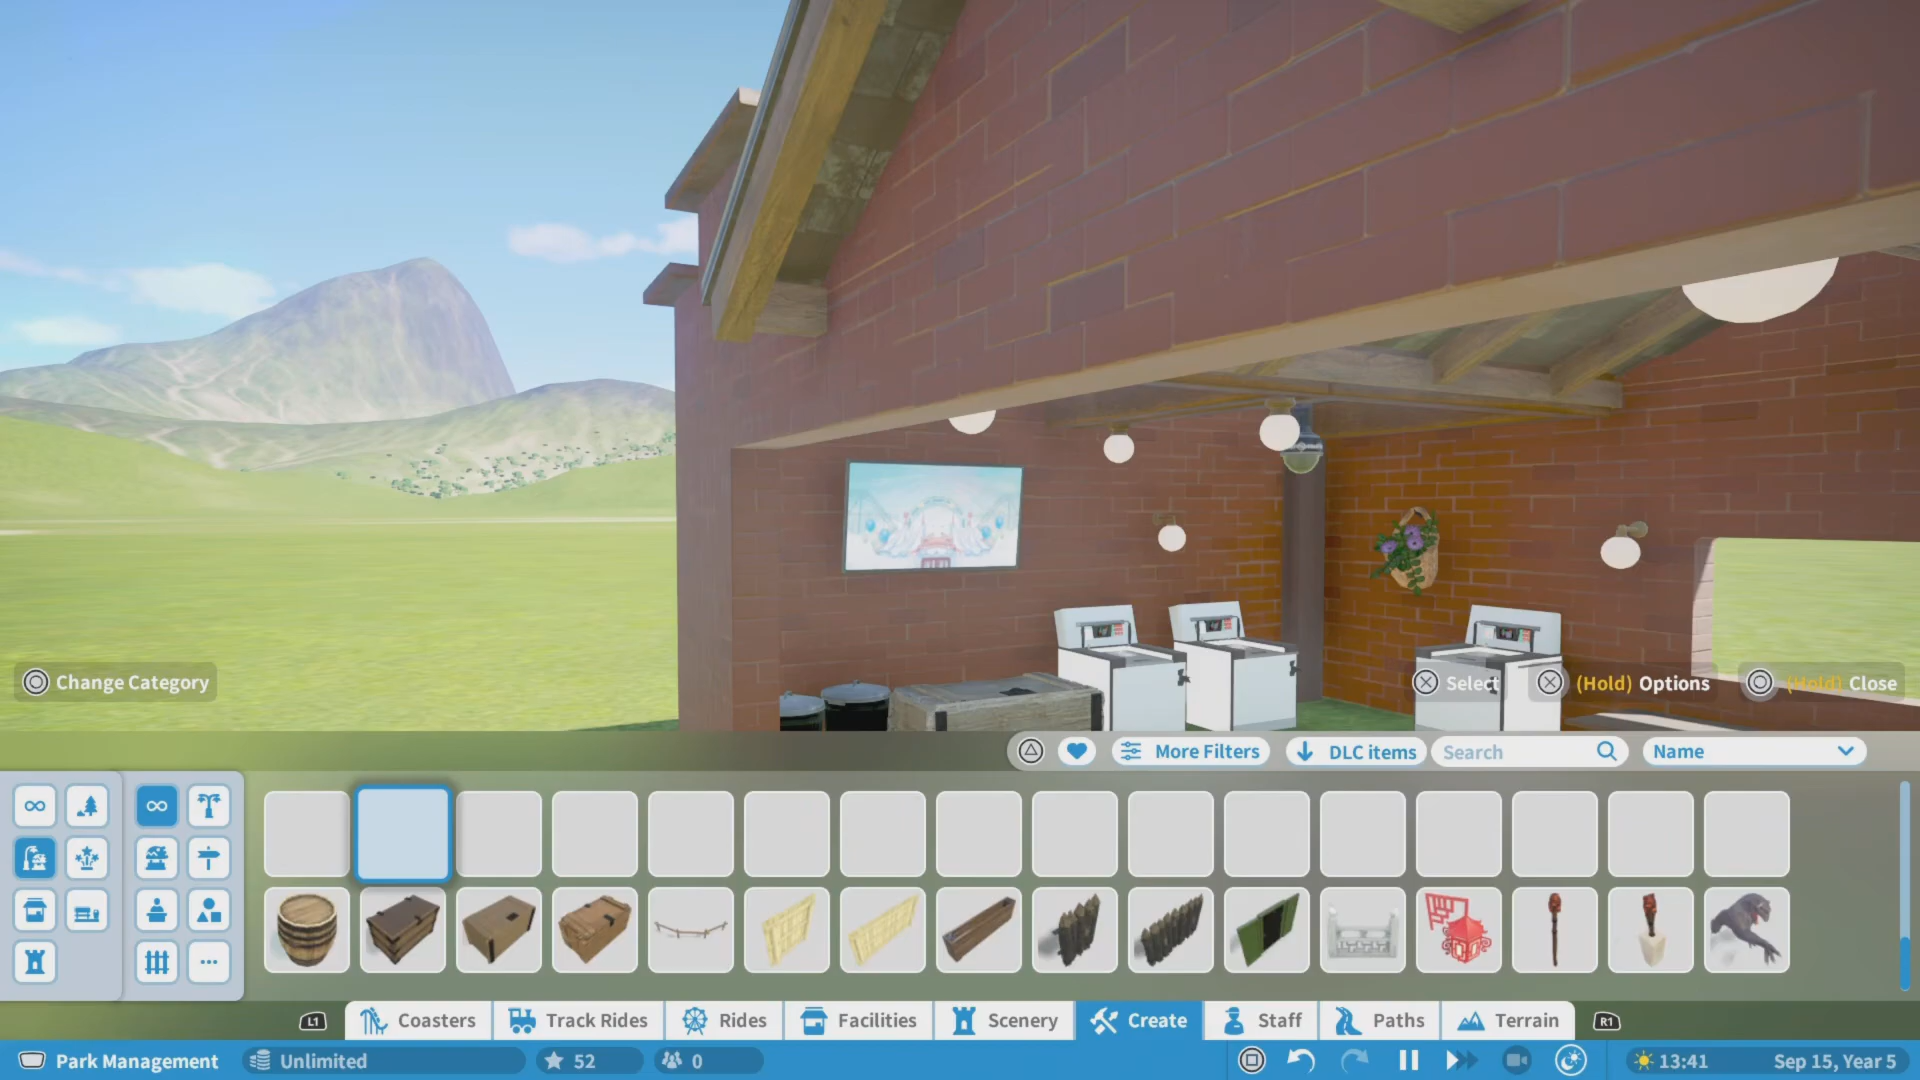 Change Category
Select
(Hold) Options
(Hold) Close
More Filters
DLC items
Search
Name
L1
Coasters
Track Rides
Rides
Facilities
Scenery
Create
Staff
Paths
Terrain
R1
Park Management
Unlimited
52
0
13:41
Sep 15, Year 5